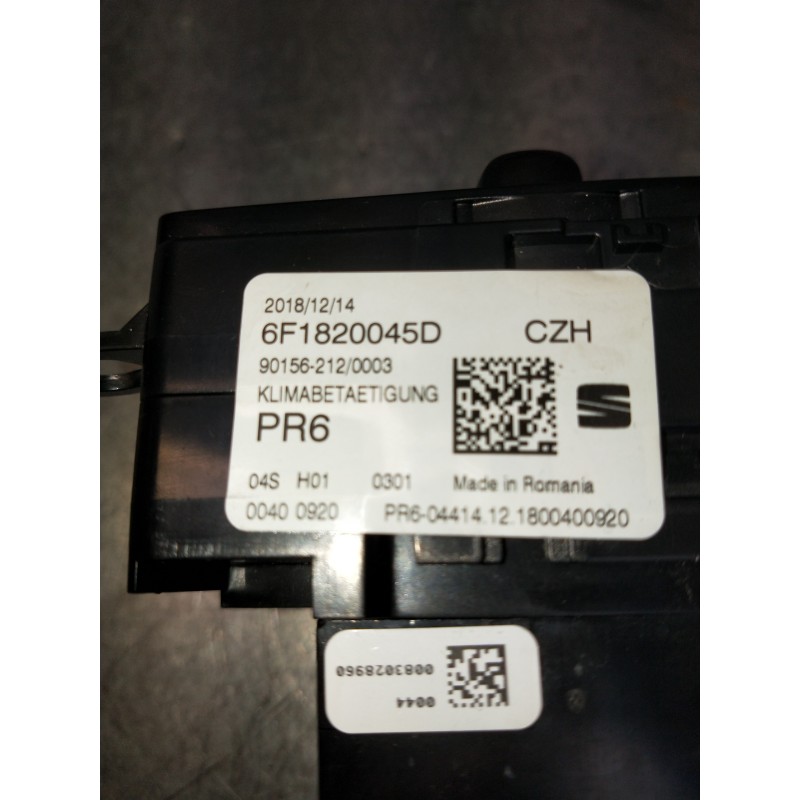 2018/12/14
6F1820045D CZH
90156-212/0003
KLIMABETAETIGUNG
PR6
04S H01 0301 Made in Romania
0040 0920 PR6-04414.12.1800400920
0044
0083028960